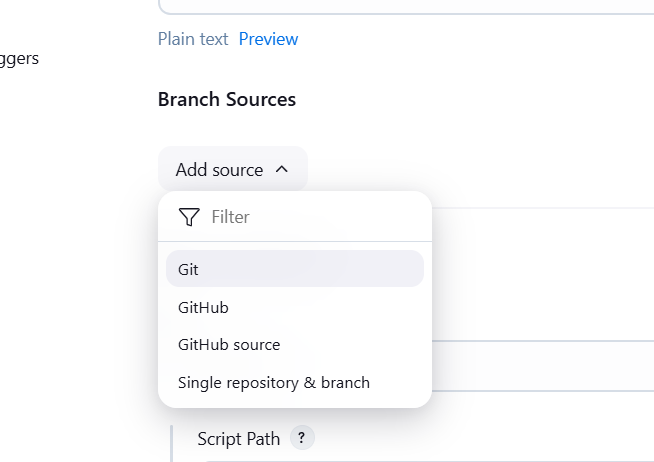 Plain text Preview
ggers
Branch Sources
Add source
Filter
Git
GitHub
GitHub source
Single repository & branch
Script Path ?